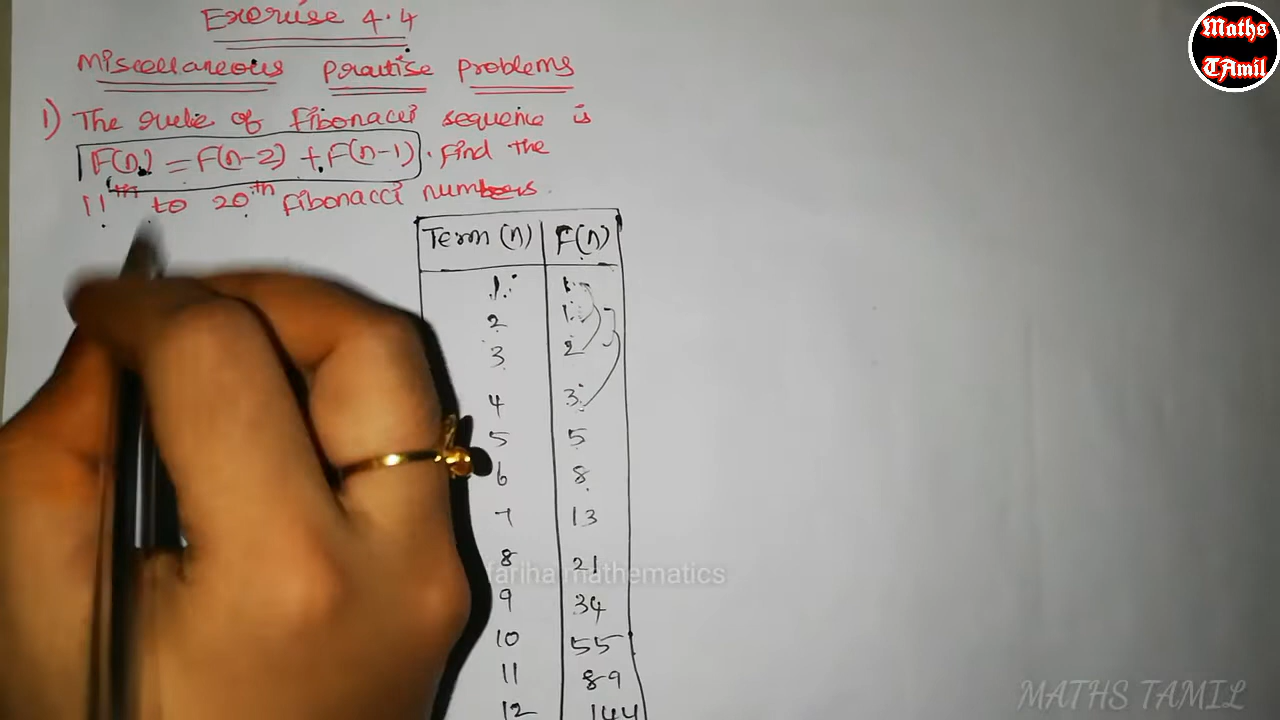 Exercise 4.4
Miscellaneous Practise Problems
1) The rule of Fibonacci sequence is
F(n) = F(n-2) + F(n-1). Find the
11th to 20th Fibonacci numbers.
Term (n) F(n)
1 1
2 1
3 2
4 3
5 5
6 8
7 13
8 21
9 34
10 55
11 89
12 144
Maths
TAmil
fariha mathematics
MATHS TAMIL